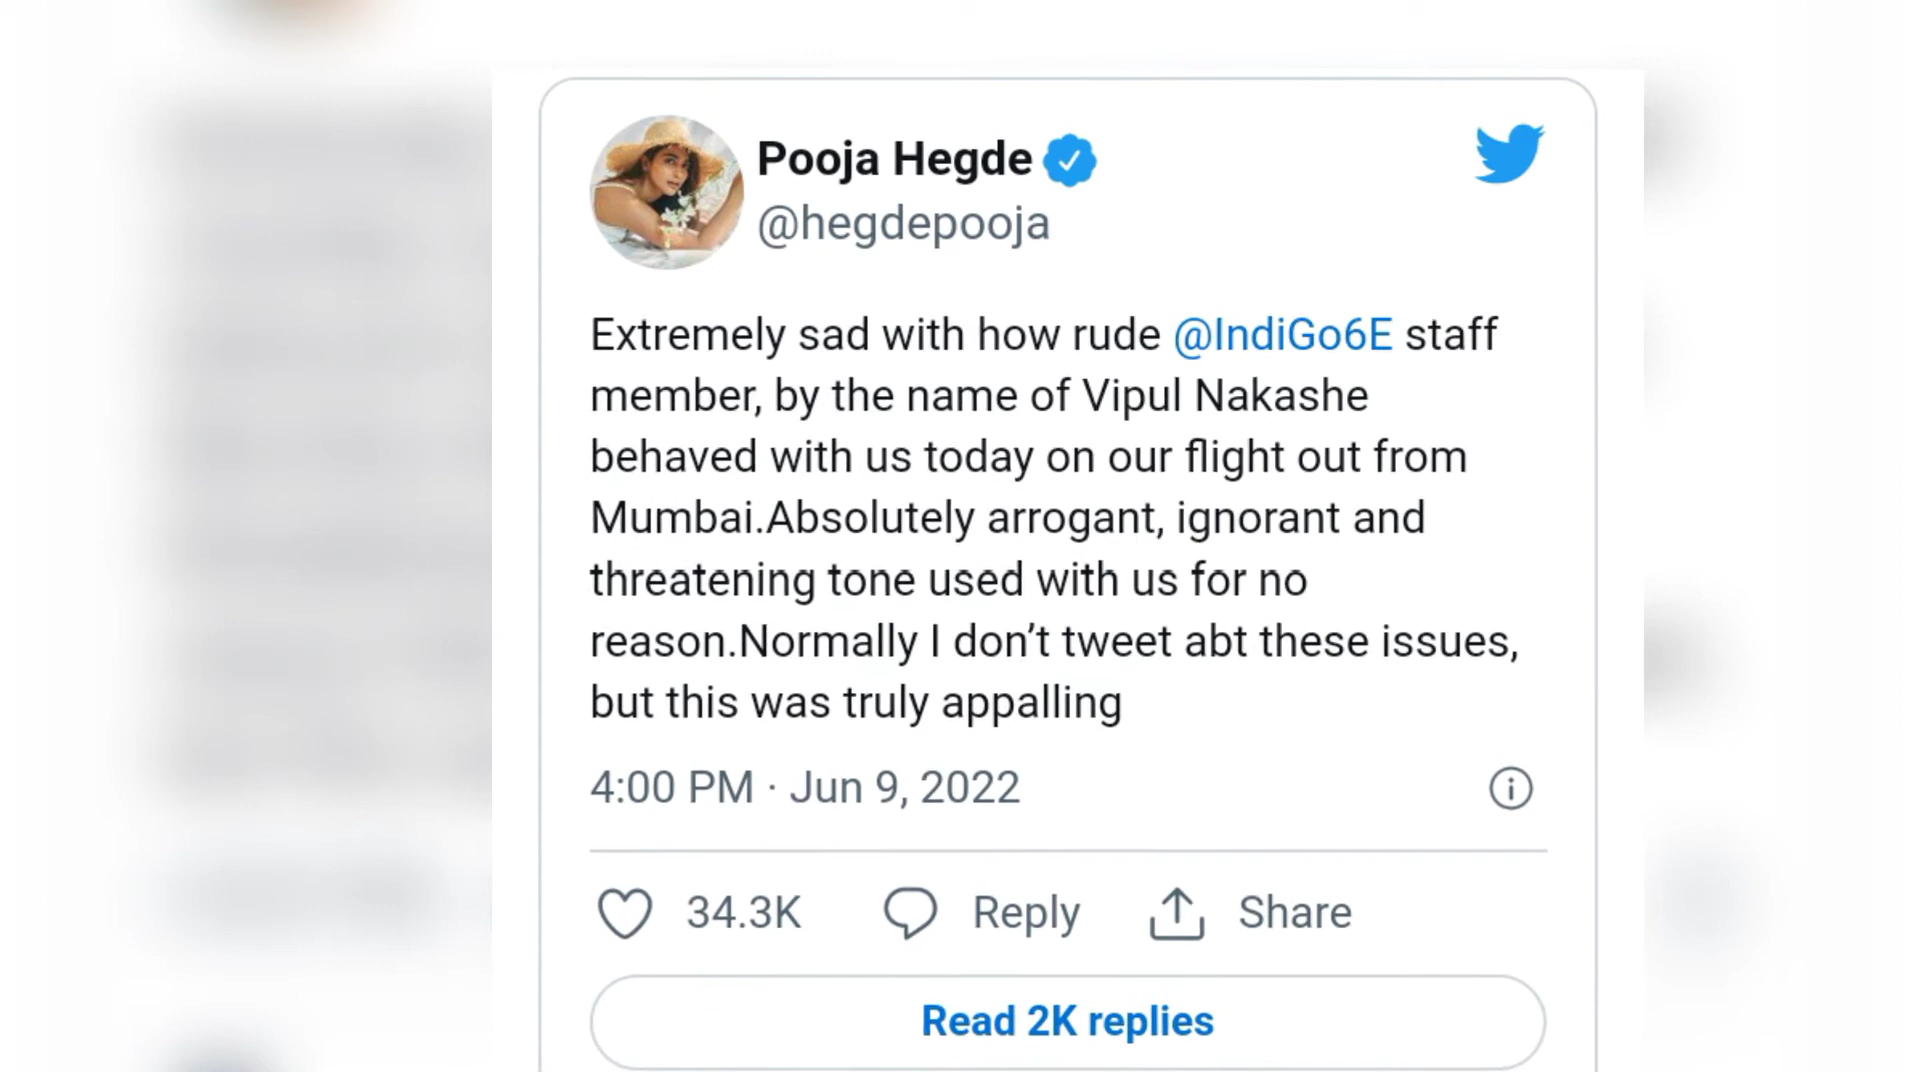 Pooja Hegde
@hegdepooja
Extremely sad with how rude @IndiGo6E staff
member, by the name of Vipul Nakashe
behaved with us today on our flight out from
Mumbai.Absolutely arrogant, ignorant and
threatening tone used with us for no
reason.Normally I don’t tweet abt these issues,
but this was truly appalling
4:00 PM · Jun 9, 2022
34.3K Reply Share
Read 2K replies